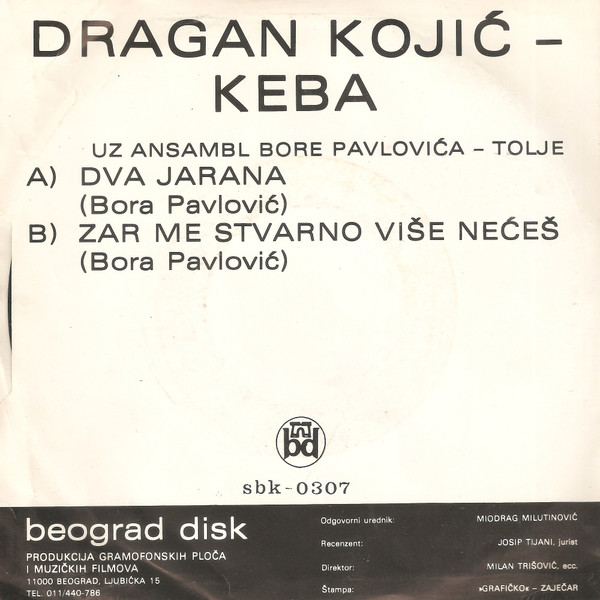 DRAGAN KOJIĆ –
KEBA
UZ ANSAMBL BORE PAVLOVIĆA – TOLJE
A) DVA JARANA
(Bora Pavlović)
B) ZAR ME STVARNO VIŠE NEĆEŠ
(Bora Pavlović)
bd
sbk-0307
beograd disk
PRODUKCIJA GRAMOFONSKIH PLOČA
I MUZIČKIH FILMOVA
11000 BEOGRAD, LJUBIČKA 15
TEL. 011/440-786
Odgovorni urednik: MIODRAG MILUTINOVIĆ
Recenzent: JOSIP TIJANI, jurist
Direktor: MILAN TRIŠOVIĆ, ecc.
Štampa: »GRAFIČKO« – ZAJEČAR